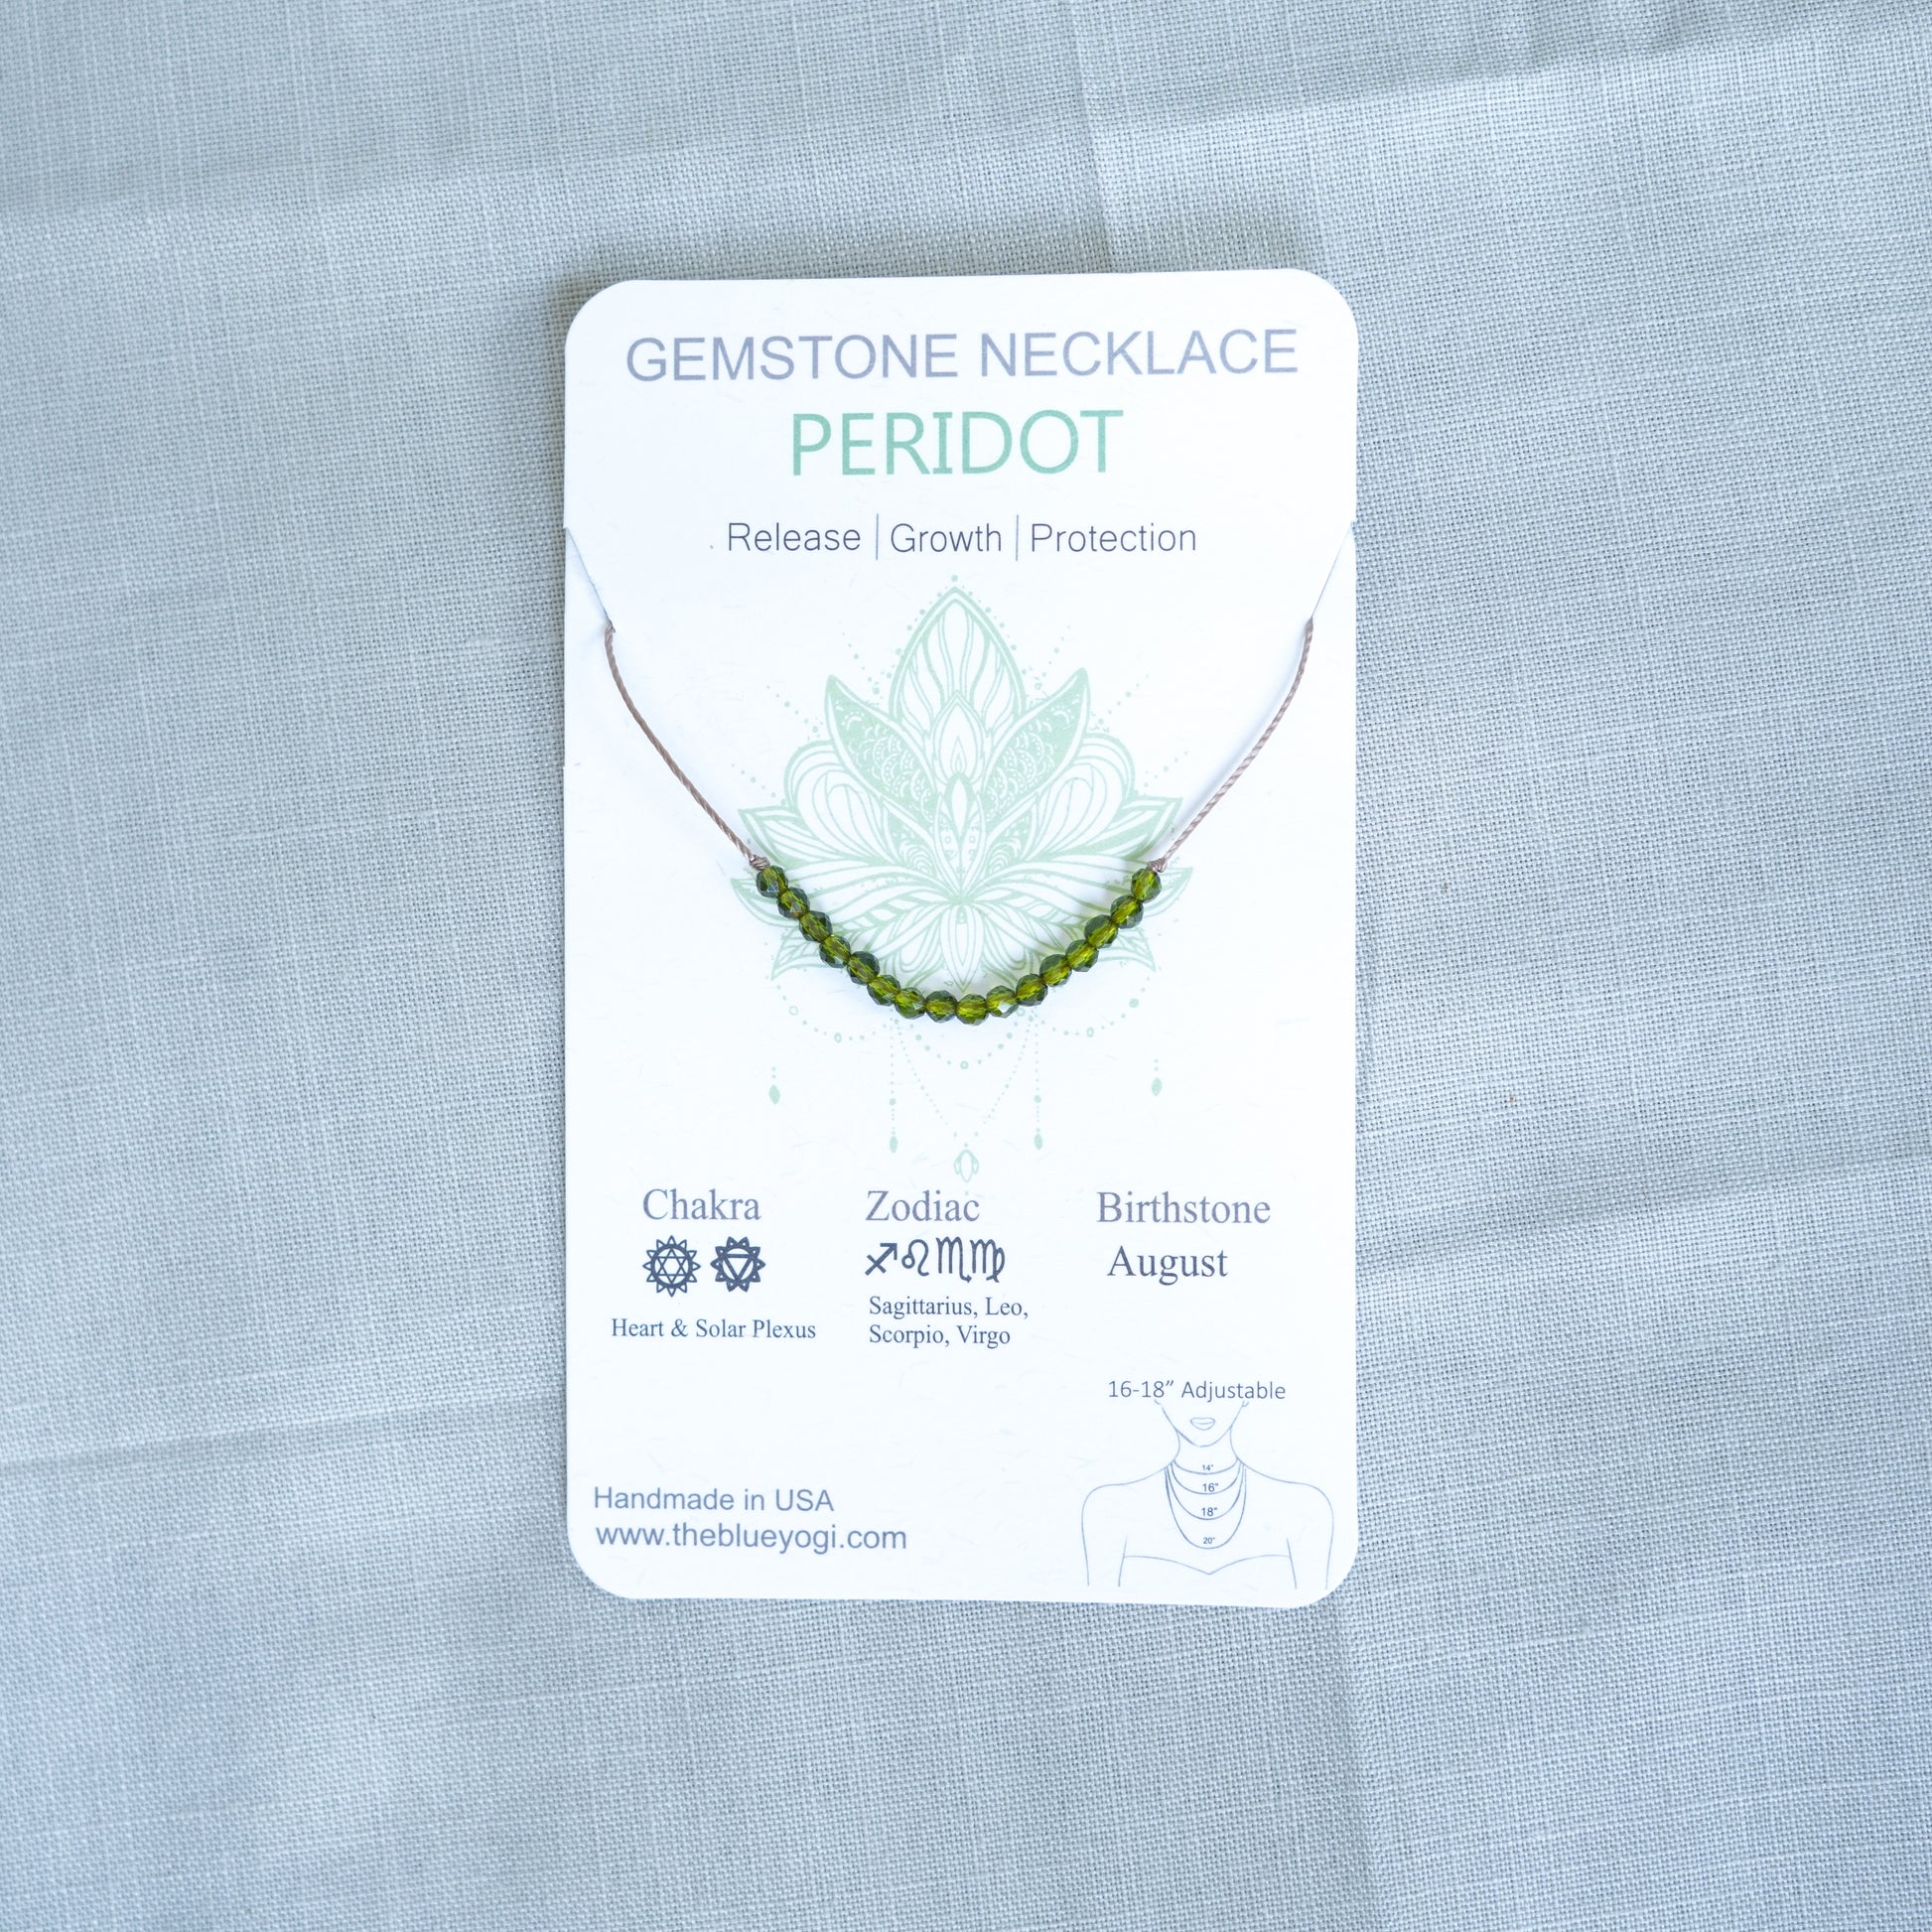 GEMSTONE NECKLACE
PERIDOT
Release | Growth | Protection
Chakra
Heart & Solar Plexus
Zodiac
♐♌♏♍
Sagittarius, Leo,
Scorpio, Virgo
Birthstone
August
16-18” Adjustable
14"
16"
18"
20"
Handmade in USA
www.theblueyogi.com